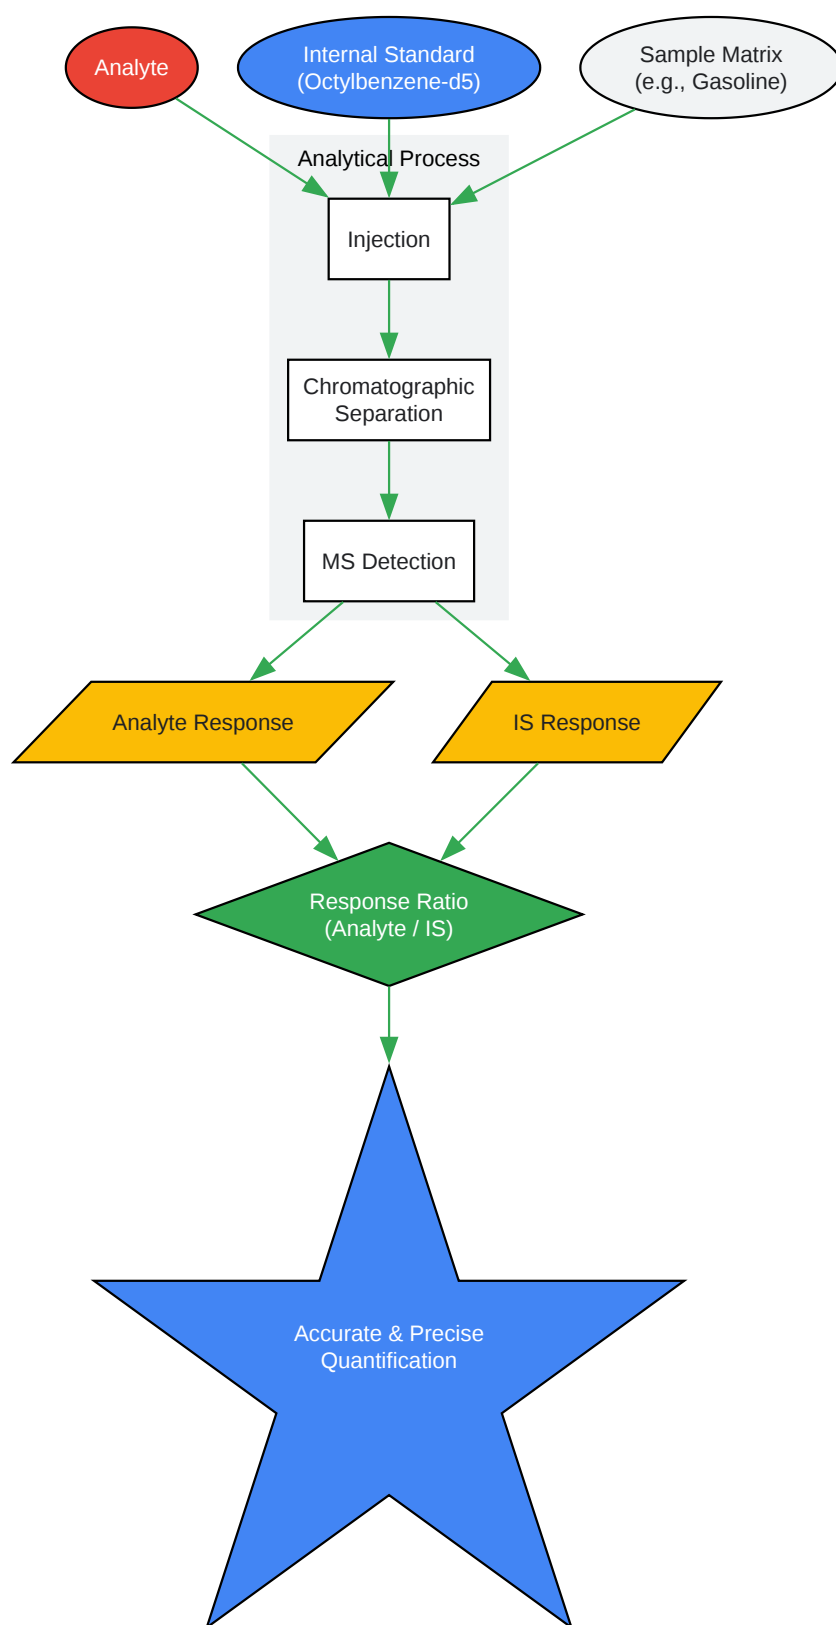 Analyte
Internal Standard
(Octylbenzene-d5)
Sample Matrix
(e.g., Gasoline)
Analytical Process
Injection
Chromatographic
Separation
MS Detection
Analyte Response
IS Response
Response Ratio
(Analyte / IS)
Accurate & Precise
Quantification